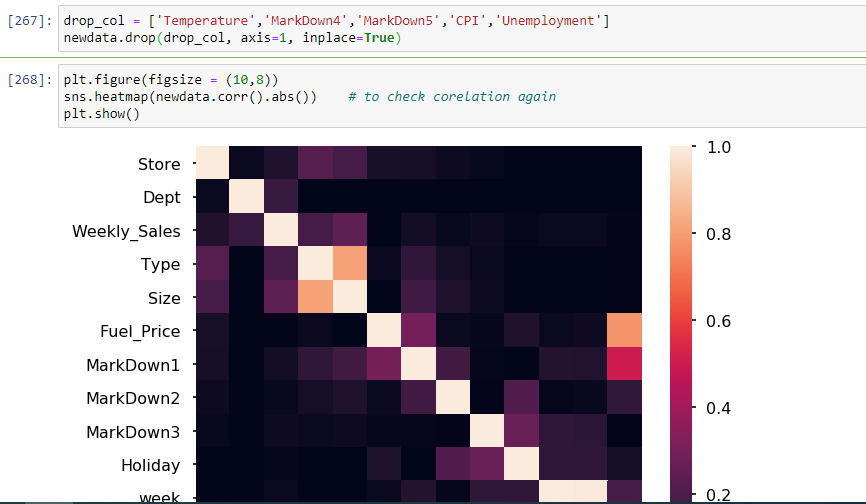 [267]: drop_col = ['Temperature','MarkDown4','MarkDown5','CPI','Unemployment']
newdata.drop(drop_col, axis=1, inplace=True)
[268]: plt.figure(figsize = (10,8))
sns.heatmap(newdata.corr().abs())    # to check corelation again
plt.show()
Store
Dept
Weekly_Sales
Type
Size
Fuel_Price
MarkDown1
MarkDown2
MarkDown3
Holiday
week
1.0
0.8
0.6
0.4
0.2